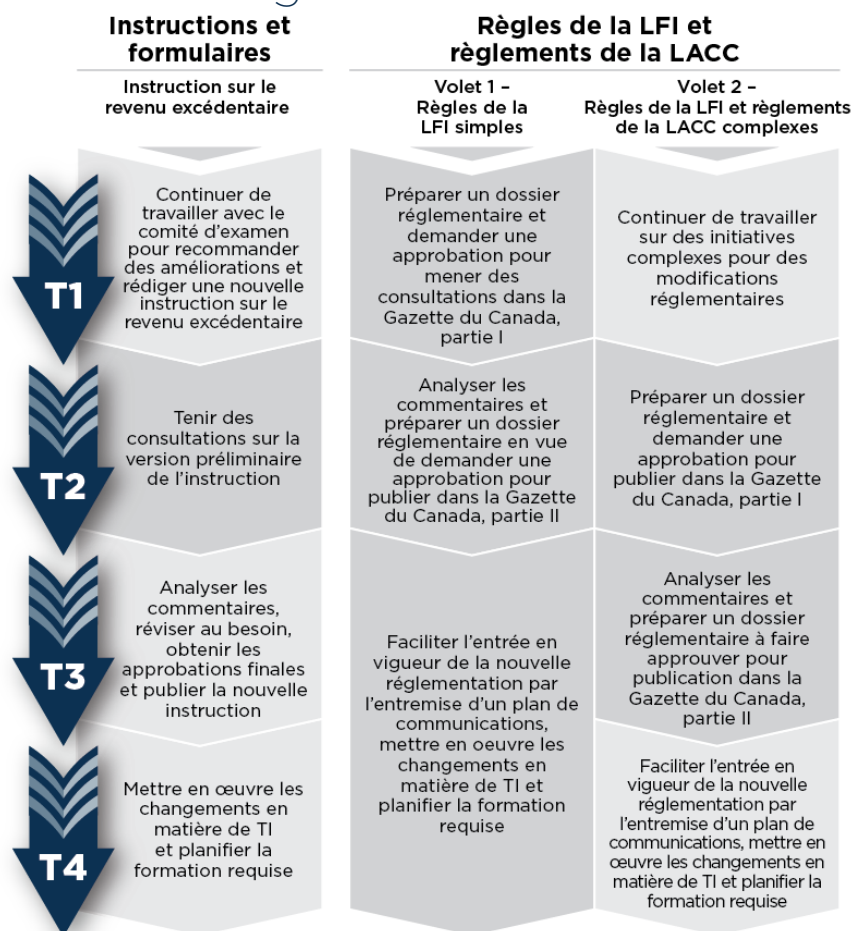 Instructions et
formulaires
Règles de la LFI et
règlements de la LACC
Instruction sur le
revenu excédentaire
Volet 1 –
Règles de la
LFI simples
Volet 2 –
Règles de la LFI et règlements
de la LACC complexes
T1
Continuer de
travailler avec le
comité d'examen
pour recommander
des améliorations et
rédiger une nouvelle
instruction sur le
revenu excédentaire
Préparer un dossier
réglementaire et
demander une
approbation pour
mener des
consultations dans la
Gazette du Canada,
partie I
Continuer de travailler
sur des initiatives
complexes pour des
modifications
réglementaires
T2
Tenir des
consultations sur la
version préliminaire
de l'instruction
Analyser les
commentaires et
préparer un dossier
réglementaire en vue
de demander une
approbation pour
publier dans la Gazette
du Canada, partie II
Préparer un dossier
réglementaire et
demander une
approbation pour
publier dans la Gazette
du Canada, partie I
T3
Analyser les
commentaires,
réviser au besoin,
obtenir les
approbations finales
et publier la nouvelle
instruction
Faciliter l'entrée en
vigueur de la nouvelle
réglementation par
l'entremise d'un plan de
communications,
mettre en oeuvre les
changements en
matière de TI et
planifier la formation
requise
Analyser les
commentaires et
préparer un dossier
réglementaire à faire
approuver pour
publication dans la
Gazette du Canada,
partie II
T4
Mettre en œuvre les
changements en
matière de TI
et planifier la
formation requise
Faciliter l'entrée en
vigueur de la nouvelle
réglementation par
l'entremise d'un plan de
communications, mettre en
œuvre les changements en
matière de TI et planifier la
formation requise